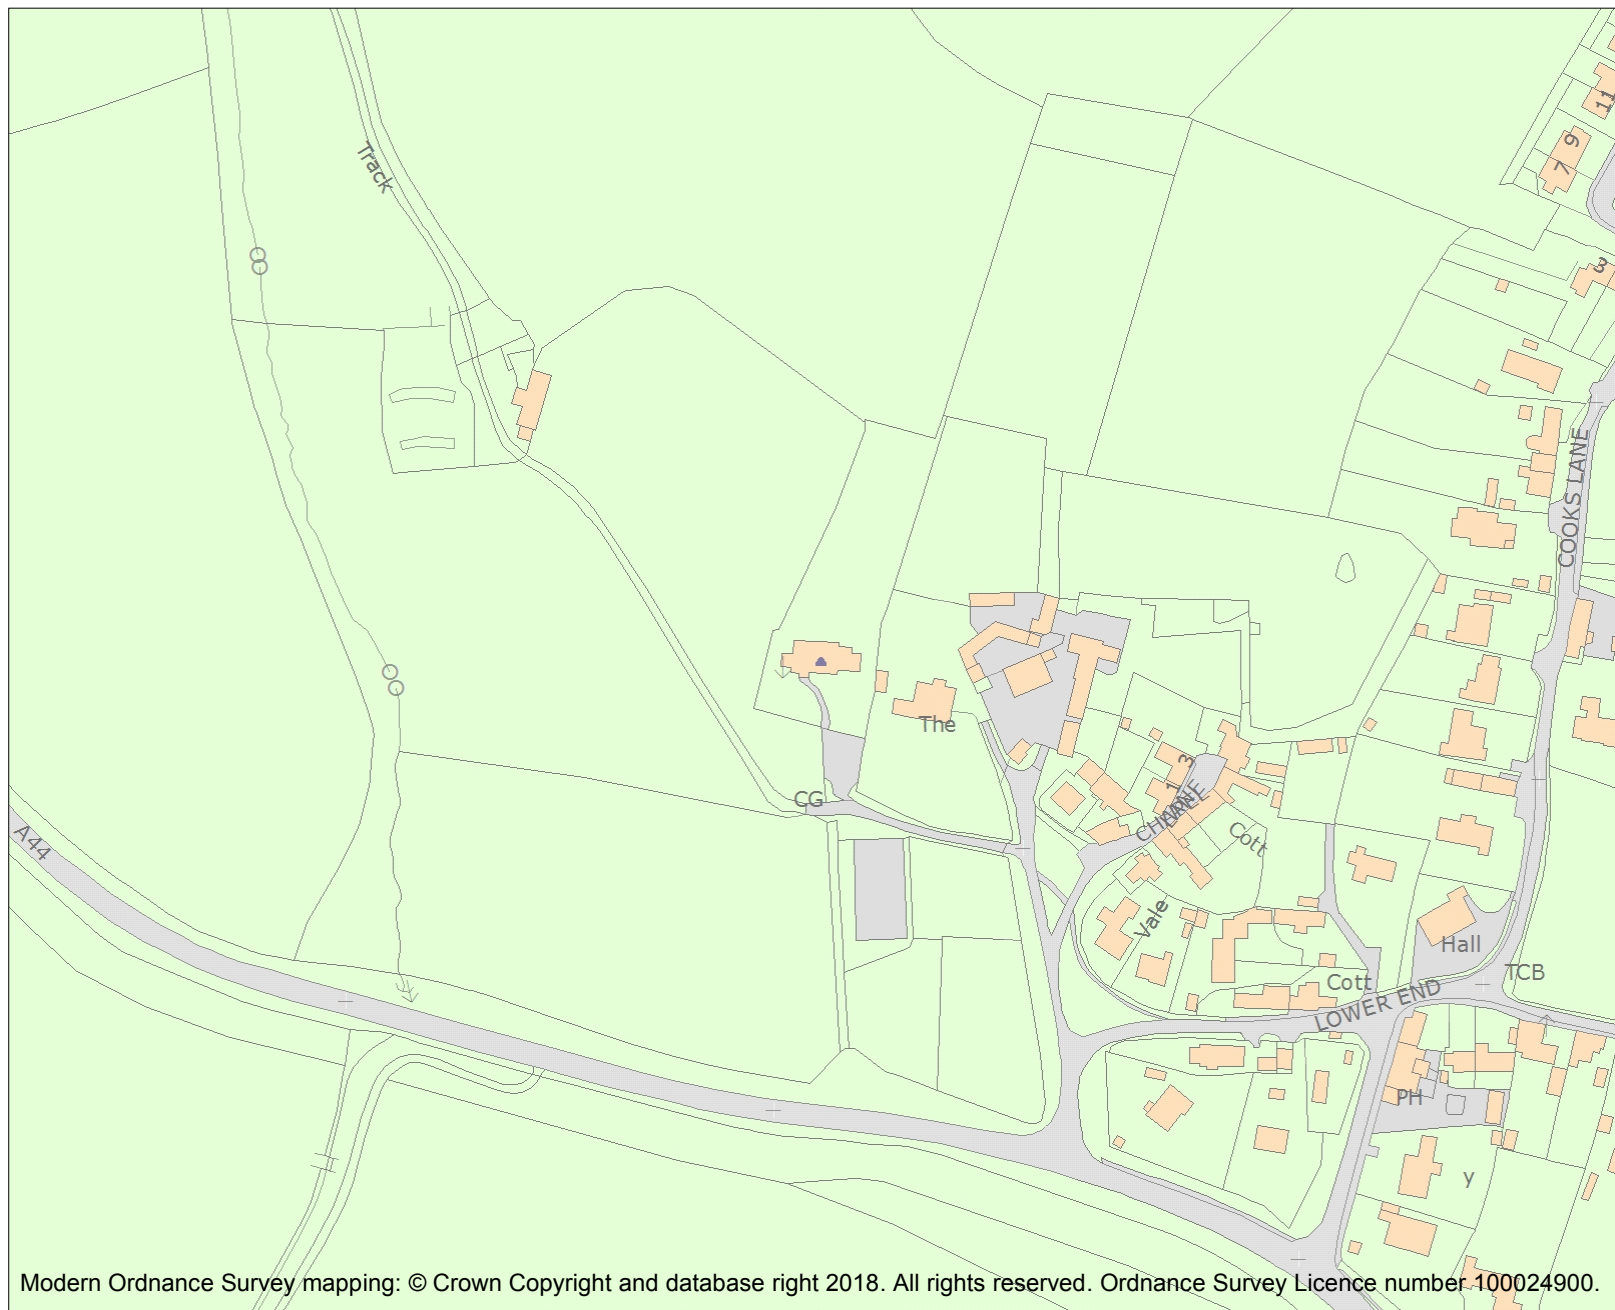 11
9
7
Track
3
COOKS LANE
The
3
1
CG
CHAPEL
LANE
Cott
A44
Vale
Hall
TCB
Cott
LOWER END
PH
y
Modern Ordnance Survey mapping: © Crown Copyright and database right 2018. All rights reserved. Ordnance Survey Licence number 100024900.